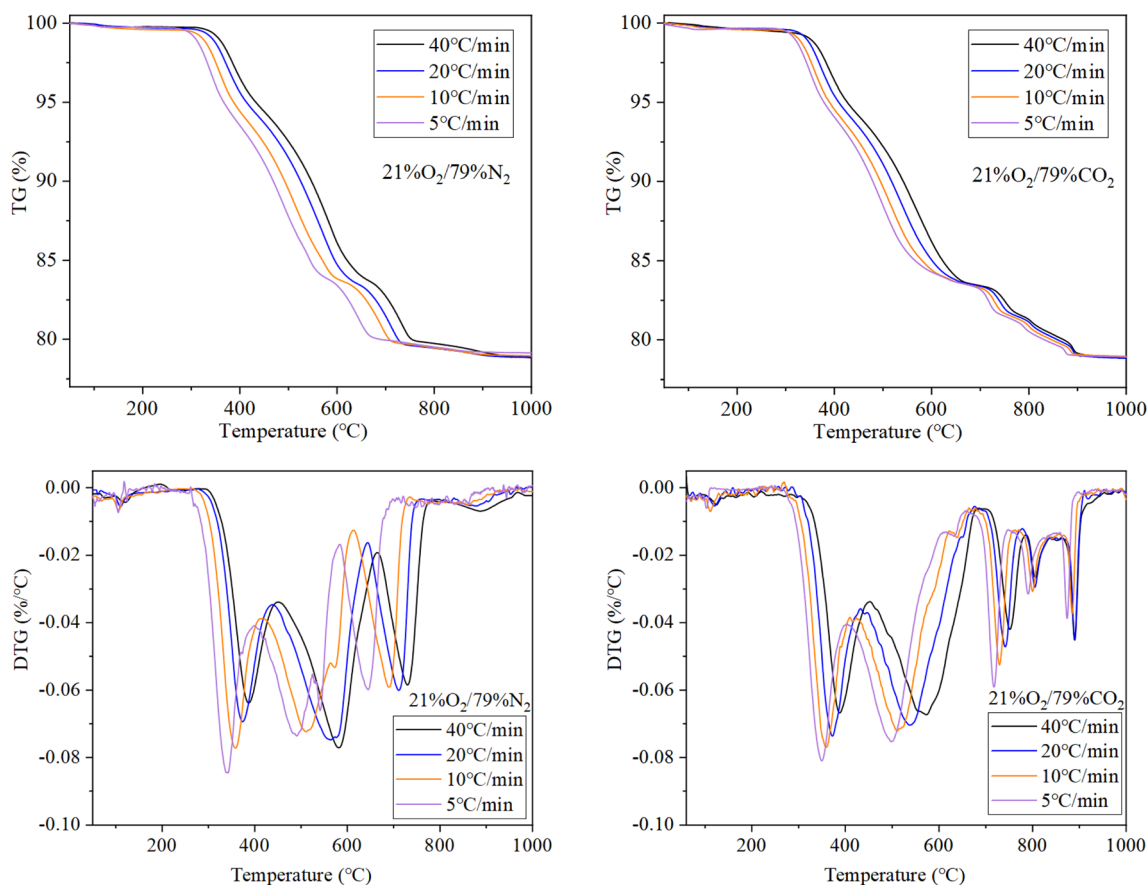 100
95
90
85
80
TG (%)
40℃/min
20℃/min
10℃/min
5℃/min
21%O₂/79%N₂
200
400
600
800
1000
Temperature (℃)
100
95
90
85
80
TG (%)
40℃/min
20℃/min
10℃/min
5℃/min
21%O₂/79%CO₂
200
400
600
800
1000
Temperature (℃)
0.00
-0.02
-0.04
-0.06
-0.08
-0.10
DTG (%/℃)
21%O₂/79%N₂
40℃/min
20℃/min
10℃/min
5℃/min
200
400
600
800
1000
Temperature (℃)
0.00
-0.02
-0.04
-0.06
-0.08
-0.10
DTG (%/℃)
21%O₂/79%CO₂
40℃/min
20℃/min
10℃/min
5℃/min
200
400
600
800
1000
Temperature (℃)